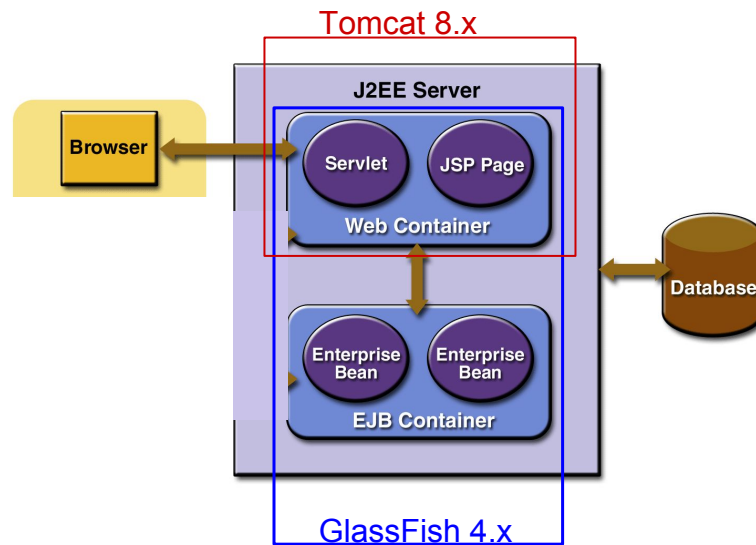 Tomcat 8.x
J2EE Server
Browser
Servlet
JSP Page
Web Container
Database
Enterprise
Bean
Enterprise
Bean
EJB Container
GlassFish 4.x